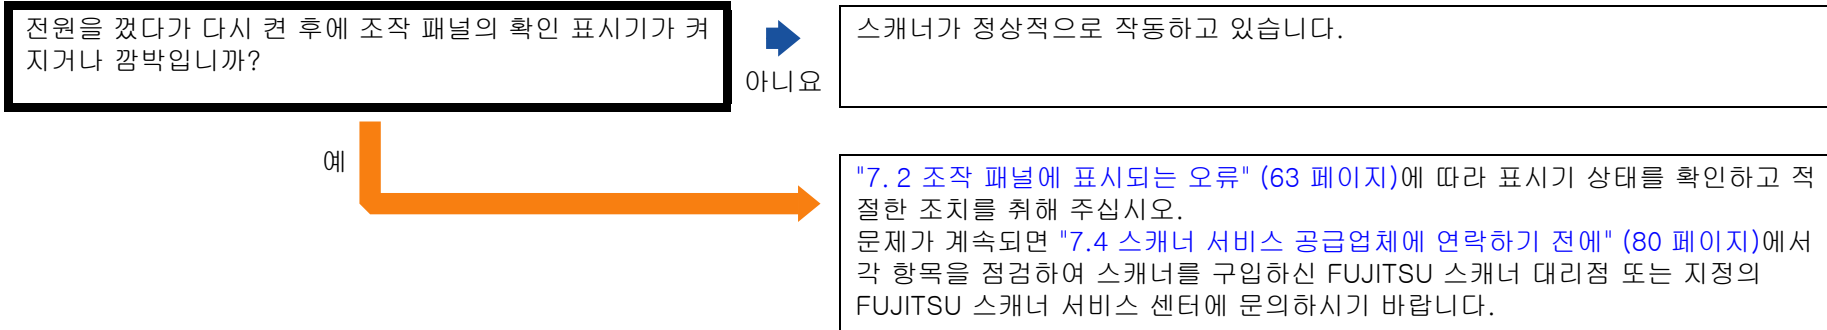 전원을 껐다가 다시 켠 후에 조작 패널의 확인 표시기가 켜
지거나 깜박입니까?
아니요
스캐너가 정상적으로 작동하고 있습니다.
예
"7. 2 조작 패널에 표시되는 오류" (63 페이지)에 따라 표시기 상태를 확인하고 적
절한 조치를 취해 주십시오.
문제가 계속되면 "7.4 스캐너 서비스 공급업체에 연락하기 전에" (80 페이지)에서
각 항목을 점검하여 스캐너를 구입하신 FUJITSU 스캐너 대리점 또는 지정의
FUJITSU 스캐너 서비스 센터에 문의하시기 바랍니다.